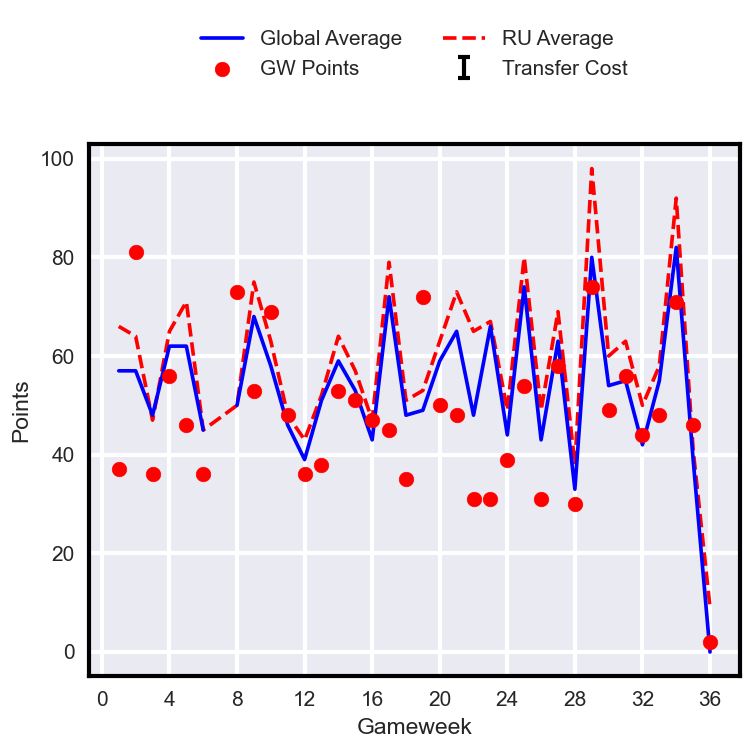 Global Average
RU Average
GW Points
Transfer Cost
100
80
60
40
20
0
Points
0 4 8 12 16 20 24 28 32 36
Gameweek